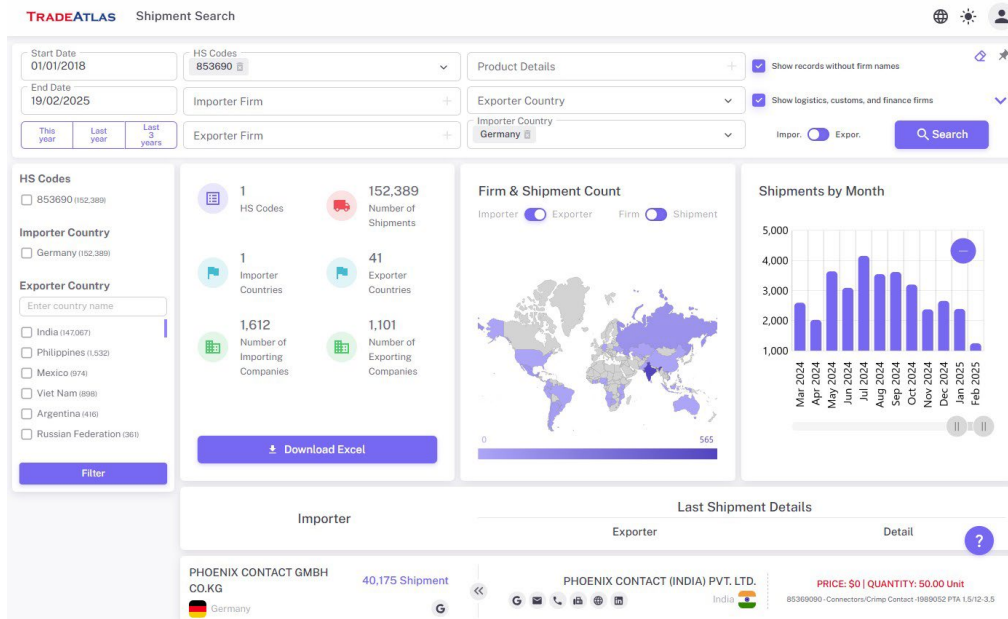 TRADEATLAS Shipment Search
Start Date
01/01/2018
HS Codes
853690
Product Details
Show records without firm names
End Date
19/02/2025
Importer Firm
Exporter Country
Show logistics, customs, and finance firms
This year
Last year
Last 3 years
Exporter Firm
Importer Country
Germany
Impor. Expor.
Search
HS Codes
853690 (152,389)
Importer Country
Germany (152,389)
Exporter Country
Enter country name
India (147,067)
Philippines (1,532)
Mexico (974)
Viet Nam (898)
Argentina (416)
Russian Federation (361)
Filter
1
HS Codes
152,389
Number of
Shipments
1
Importer
Countries
41
Exporter
Countries
1,612
Number of
Importing
Companies
1,101
Number of
Exporting
Companies
Download Excel
Firm & Shipment Count
Importer Exporter Firm Shipment
0 565
Shipments by Month
5,000
4,000
3,000
2,000
1,000
Mar 2024
Apr 2024
May 2024
Jun 2024
Jul 2024
Aug 2024
Sep 2024
Oct 2024
Nov 2024
Dec 2024
Jan 2025
Feb 2025
Importer
Last Shipment Details
Exporter Detail
?
PHOENIX CONTACT GMBH
CO.KG
Germany
40,175 Shipment
G
PHOENIX CONTACT (INDIA) PVT. LTD.
G
India
PRICE: $0 | QUANTITY: 50.00 Unit
85369090 - Connectors/Crimp Contact -1989052 PTA 1,5/12-3.5